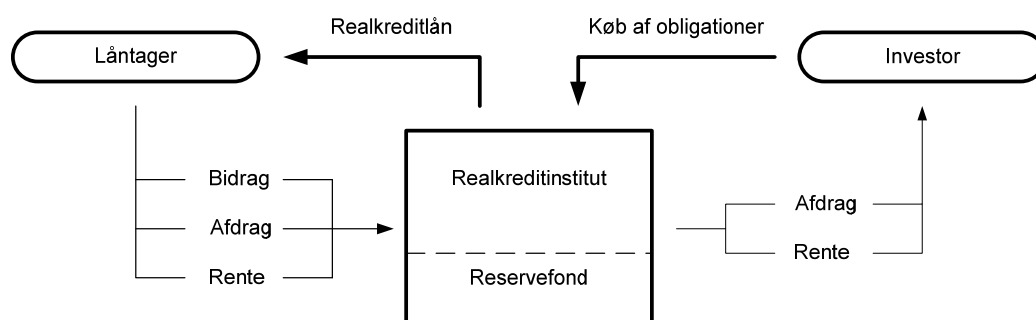 Realkreditlån
Køb af obligationer
Låntager
Investor
Realkreditinstitut
Bidrag
Afdrag
Rente
Afdrag
Rente
Reservefond